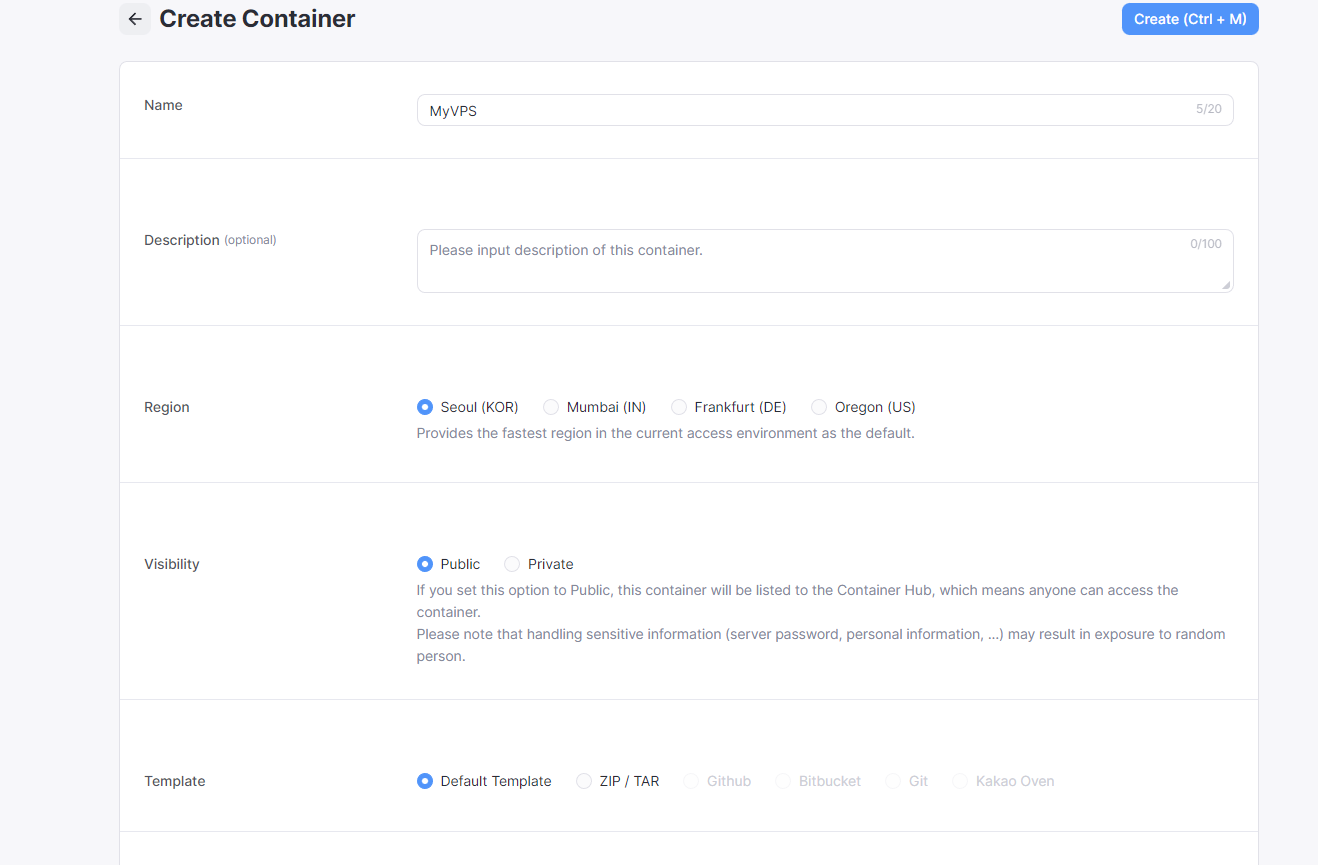 Create Container
Create (Ctrl + M)
Name
MyVPS
5/20
Description (optional)
Please input description of this container.
0/100
Region
Seoul (KOR) Mumbai (IN) Frankfurt (DE) Oregon (US)
Provides the fastest region in the current access environment as the default.
Visibility
Public Private
If you set this option to Public, this container will be listed to the Container Hub, which means anyone can access the
container.
Please note that handling sensitive information (server password, personal information, ...) may result in exposure to random
person.
Template
Default Template ZIP / TAR Github Bitbucket Git Kakao Oven